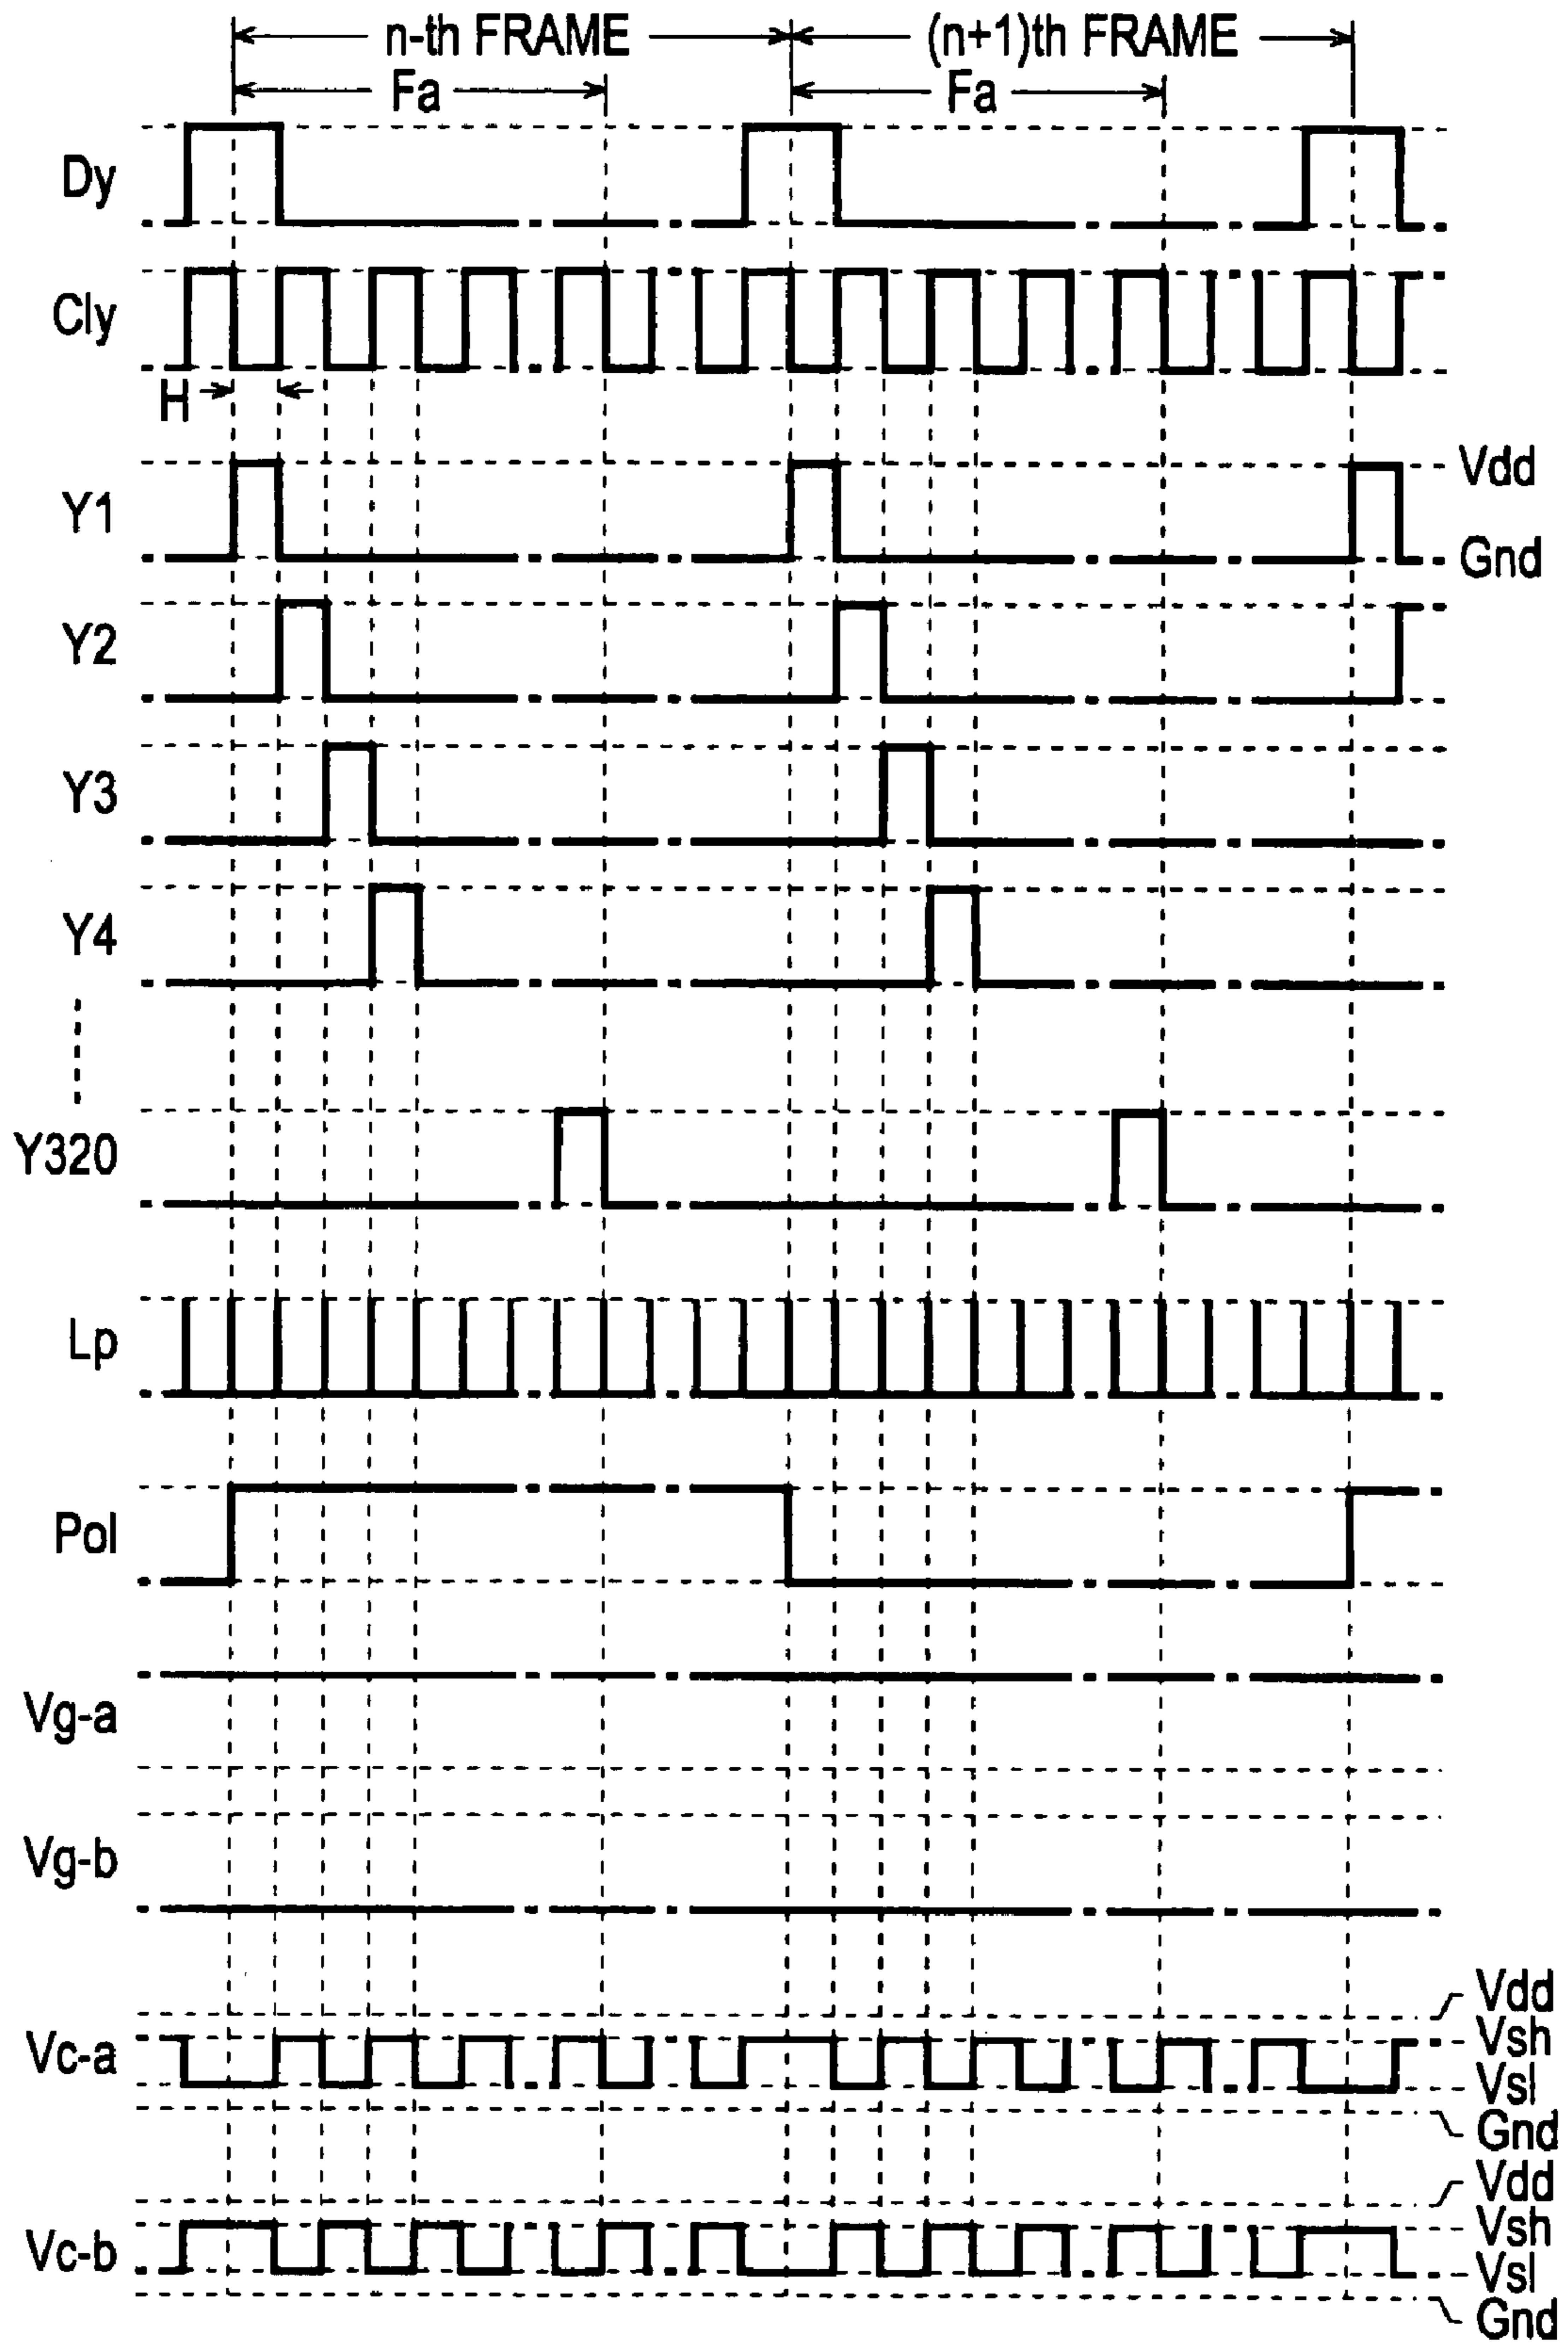 n-th FRAME
(n+1)th FRAME
Fa
Fa
Dy
Cly
H
Y1
Vdd
Gnd
Y2
Y3
Y4
Y320
Lp
Pol
Vg-a
Vg-b
Vc-a
Vdd
Vsh
Vsl
Gnd
Vc-b
Vdd
Vsh
Vsl
Gnd